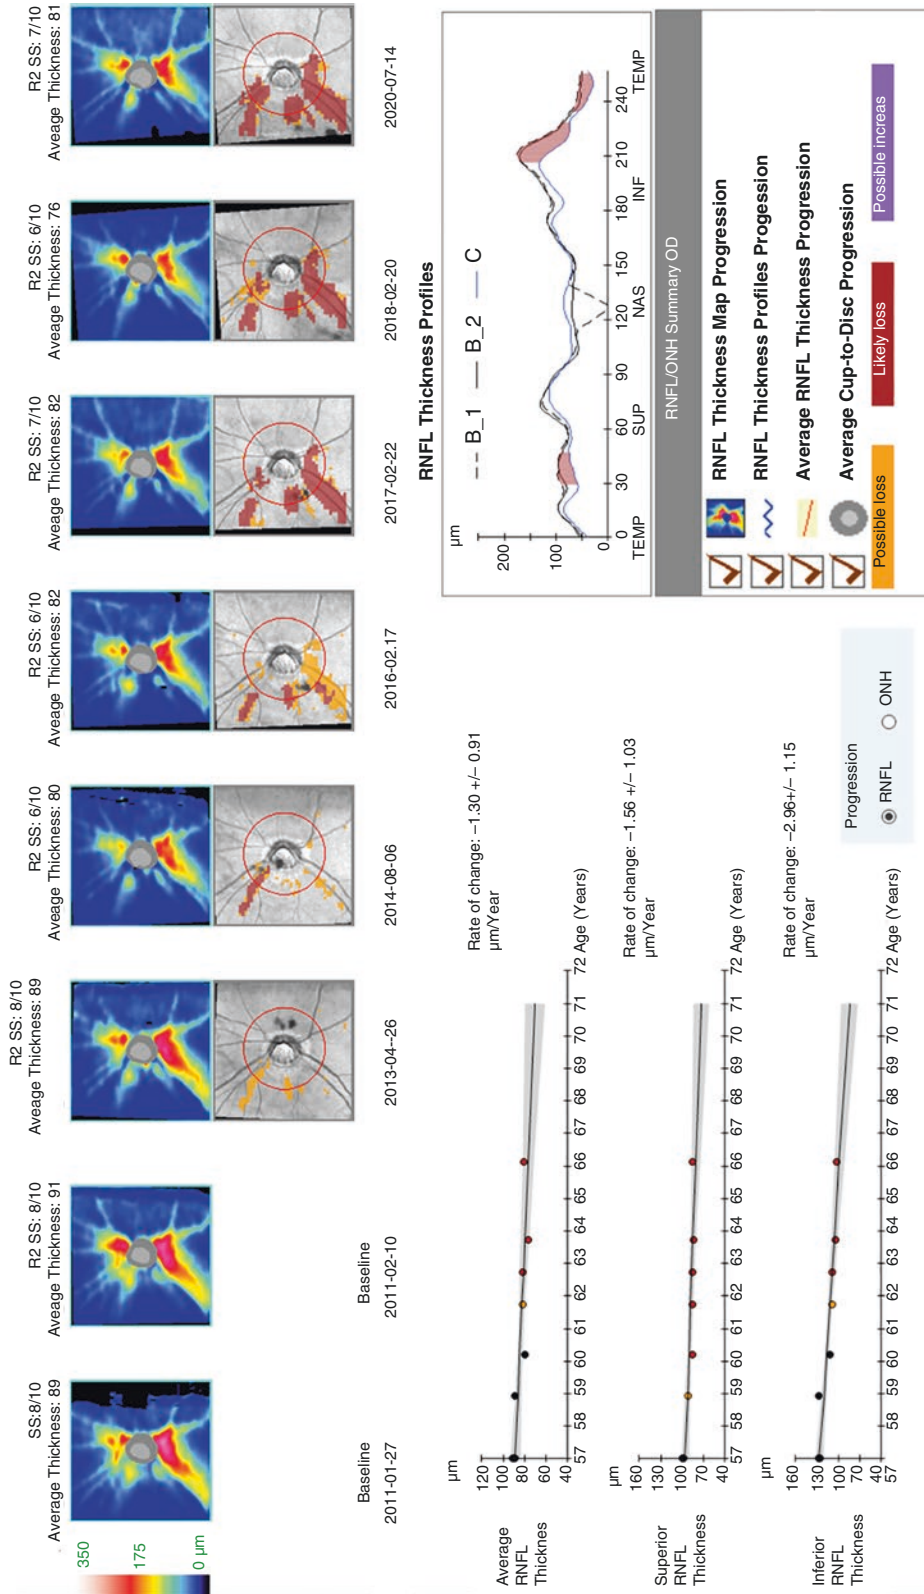 SS:8/10
Average Thickness: 89
R2 SS: 8/10
Aveage Thickness: 91
R2 SS: 8/10
Aveage Thickness: 89
R2 SS: 6/10
Aveage Thickness: 80
R2 SS: 6/10
Aveage Thickness: 82
R2 SS: 7/10
Aveage Thickness: 82
R2 SS: 6/10
Aveage Thickness: 76
R2 SS: 7/10
Aveage Thickness: 81
350
175
0 µm
Baseline
2011-01-27
Baseline
2011-02-10
2013-04--26
2014-08-06
2016-02.17
2017-02-22
2018-02-20
2020-07-14
Average
RNFL
Thicknes
µm
120
100
80
60
40
57 58 59 60 61 62 63 64 65 66 67 68 69 70 71 72 Age (Years)
Rate of change: –1.30 +/– 0.91
µm/Year
Superior
RNFL
Thickness
µm
160
130
100
70
40
57 58 59 60 61 62 63 64 65 66 67 68 69 70 71 72 Age (Years)
Rate of change: –1.56 +/– 1.03
µm/Year
Inferior
RNFL
Thickness
µm
160
130
100
70
40
57 58 59 60 61 62 63 64 65 66 67 68 69 70 71 72 Age (Years)
Rate of change: –2.96+/– 1.15
µm/Year
Progression
RNFL ONH
RNFL Thickness Profiles
µm
B_1 B_2 C
200
100
0
0 30 60 90 120 150 180 210 240
TEMP SUP NAS INF TEMP
RNFL/ONH Summary OD
RNFL Thickness Map Progression
RNFL Thickness Profiles Progession
Average RNFL Thickness Progression
Average Cup-to-Disc Progression
Possible loss
Likely loss
Possible increas